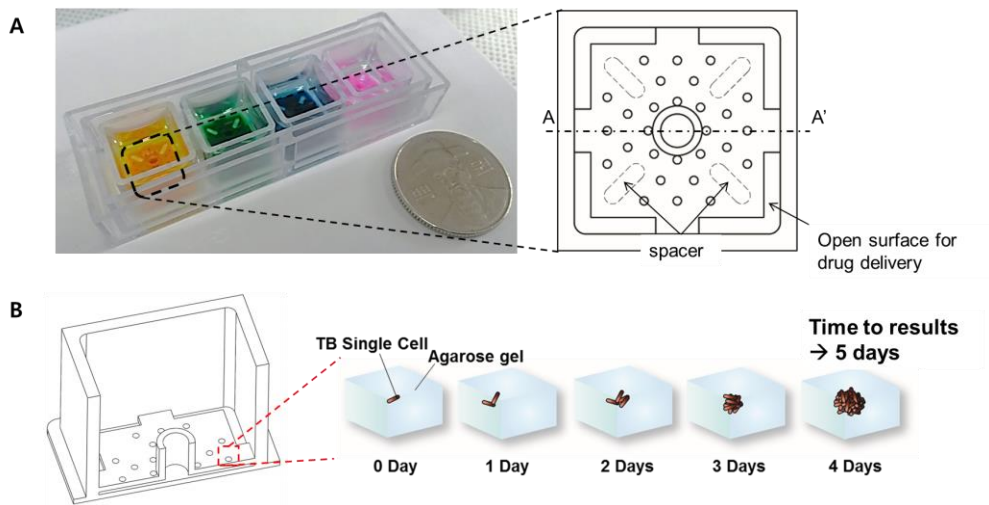 A
A
A'
spacer
Open surface for
drug delivery
B
TB Single Cell
Agarose gel
Time to results
→ 5 days
0 Day
1 Day
2 Days
3 Days
4 Days